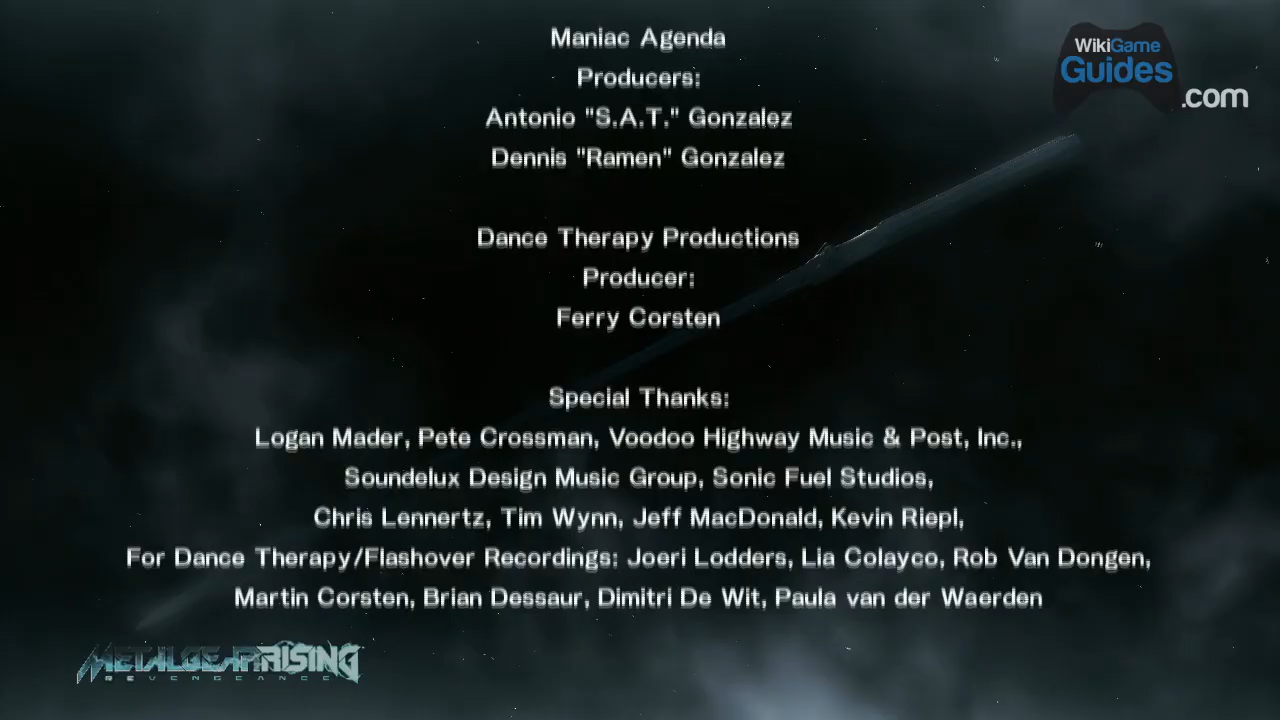 Maniac Agenda
Producers:
Antonio "S.A.T." Gonzalez
Dennis "Ramen" Gonzalez
Dance Therapy Productions
Producer:
Ferry Corsten
Special Thanks:
Logan Mader, Pete Crossman, Voodoo Highway Music & Post, Inc.,
Soundelux Design Music Group, Sonic Fuel Studios,
Chris Lennertz, Tim Wynn, Jeff MacDonald, Kevin Riepl,
For Dance Therapy/Flashover Recordings: Joeri Lodders, Lia Colayco, Rob Van Dongen,
Martin Corsten, Brian Dessaur, Dimitri De Wit, Paula van der Waerden
WikiGame
Guides
.com
METAL GEAR RISING
REVENGEANCE